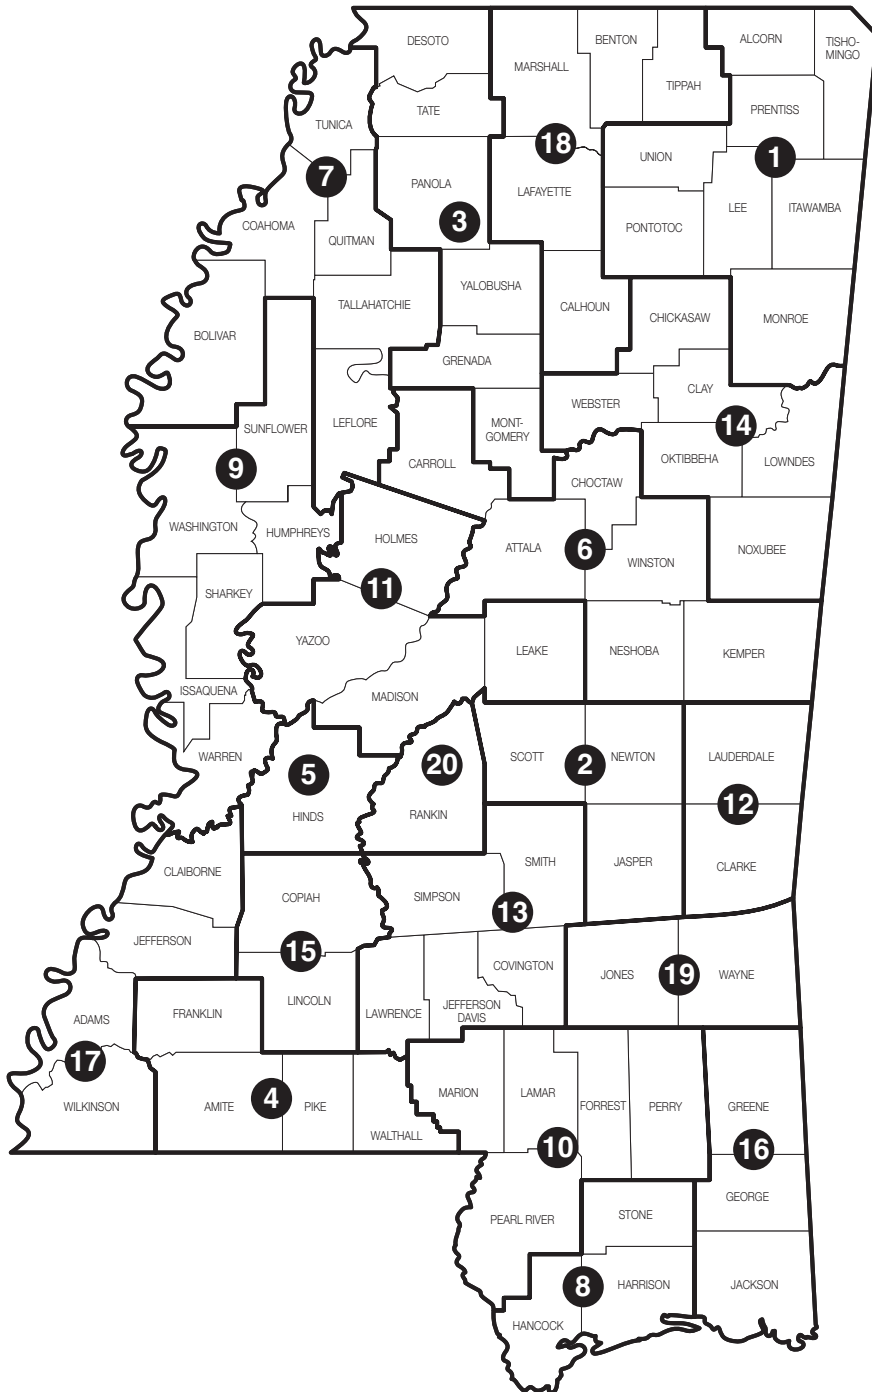 DESOTO
BENTON
ALCORN
TISHO-
MINGO
MARSHALL
TIPPAH
TATE
PRENTISS
TUNICA
18
UNION
1
7
PANOLA
LAFAYETTE
3
LEE
ITAWAMBA
COAHOMA
QUITMAN
PONTOTOC
YALOBUSHA
TALLAHATCHIE
CALHOUN
CHICKASAW
MONROE
BOLIVAR
GRENADA
CLAY
WEBSTER
SUNFLOWER
LEFLORE
MONT-
GOMERY
14
OKTIBBEHA
LOWNDES
9
CARROLL
CHOCTAW
WASHINGTON
HUMPHREYS
HOLMES
ATTALA
6
NOXUBEE
WINSTON
SHARKEY
11
YAZOO
LEAKE
NESHOBA
KEMPER
ISSAQUENA
MADISON
WARREN
5
20
SCOTT
2
NEWTON
LAUDERDALE
HINDS
RANKIN
12
CLAIBORNE
SMITH
JASPER
CLARKE
COPIAH
SIMPSON
13
JEFFERSON
15
COVINGTON
JONES
19
WAYNE
ADAMS
FRANKLIN
LINCOLN
LAWRENCE
JEFFERSON
DAVIS
17
WILKINSON
AMITE
4
PIKE
MARION
LAMAR
FORREST
PERRY
GREENE
WALTHALL
10
16
GEORGE
PEARL RIVER
STONE
8
HARRISON
JACKSON
HANCOCK